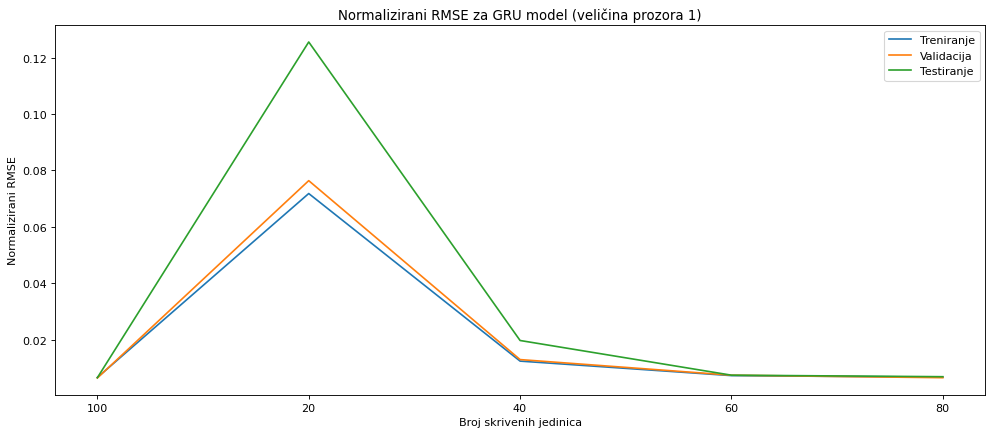 Normalizirani RMSE za GRU model (veličina prozora 1)
Treniranje
Validacija
Testiranje
Normalizirani RMSE
0.12
0.10
0.08
0.06
0.04
0.02
100
20
40
60
80
Broj skrivenih jedinica